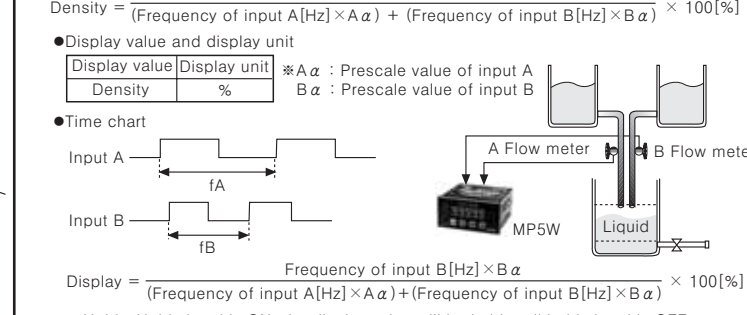 Density =
(Frequency of input A[Hz]×Aα) + (Frequency of input B[Hz]×Bα) × 100[%]
●Display value and display unit
Display value Display unit
Density %
※Aα : Prescale value of input A
Bα : Prescale value of input B
●Time chart
Input A
fA
Input B
fB
A Flow meter
B Flow mete
MP5W
Liquid
Display = Frequency of input B[Hz]×Bα
(Frequency of input A[Hz]×Aα)+(Frequency of input B[Hz]×Bα) × 100[%]